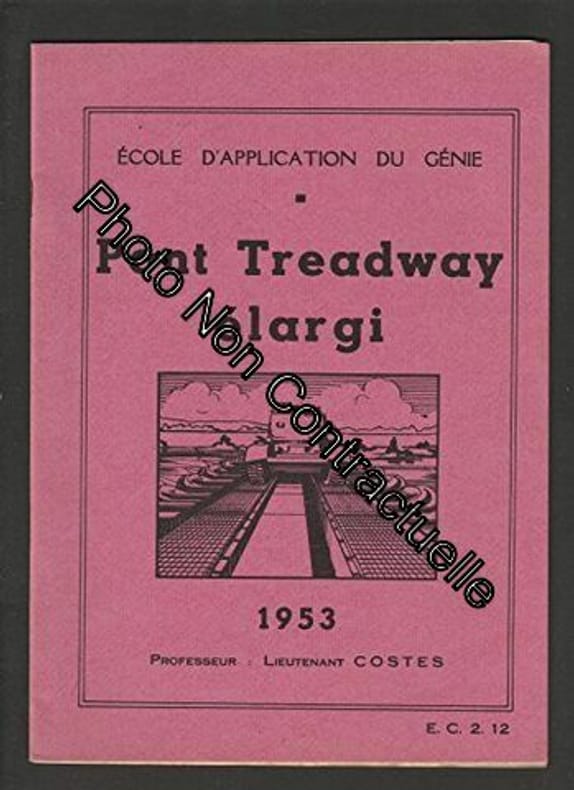 ÉCOLE D'APPLICATION DU GÉNIE
Pont Treadway
élargi
Photo Non Contractuelle
1953
PROFESSEUR : LIEUTENANT COSTES
E. C. 2. 12